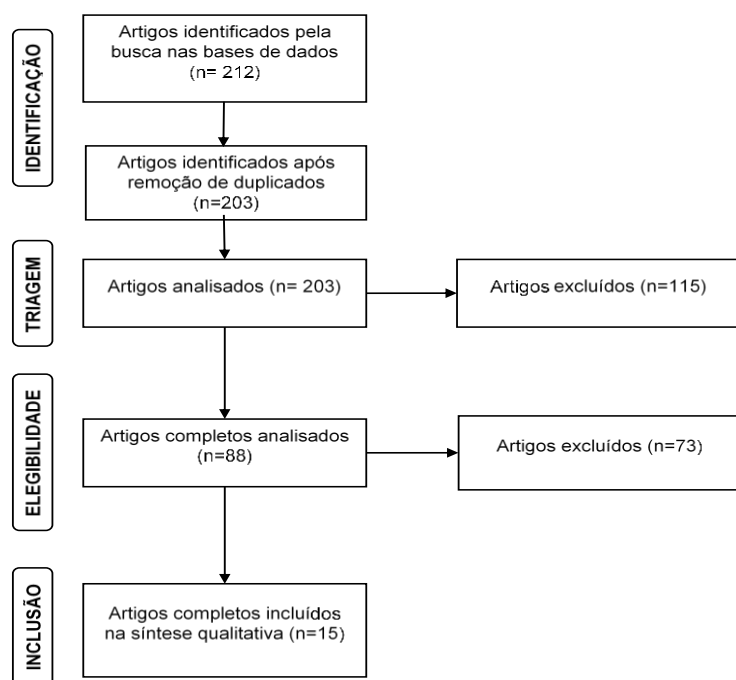 IDENTIFICAÇÃO
Artigos identificados pela
busca nas bases de dados
(n= 212)
Artigos identificados após
remoção de duplicados
(n=203)
TRIAGEM
Artigos analisados (n= 203)
Artigos excluídos (n=115)
ELEGIBILIDADE
Artigos completos analisados
(n=88)
Artigos excluídos (n=73)
INCLUSÃO
Artigos completos incluídos
na síntese qualitativa (n=15)